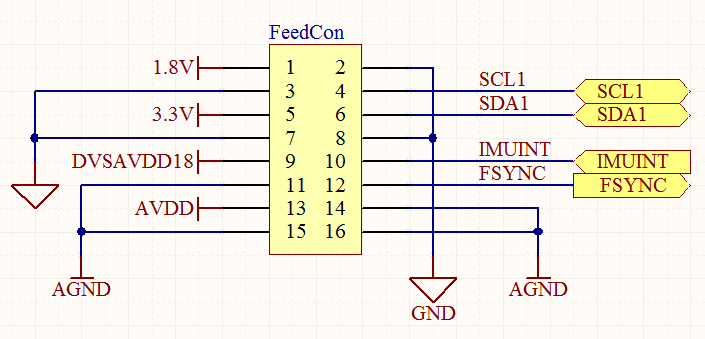 FeedCon
1.8V 1 2
3 4 SCL1 SCL1
3.3V 5 6 SDA1 SDA1
7 8
DVSAVDD18 9 10 IMUINT IMUINT
11 12 FSYNC FSYNC
AVDD 13 14
15 16
AGND AGND
GND